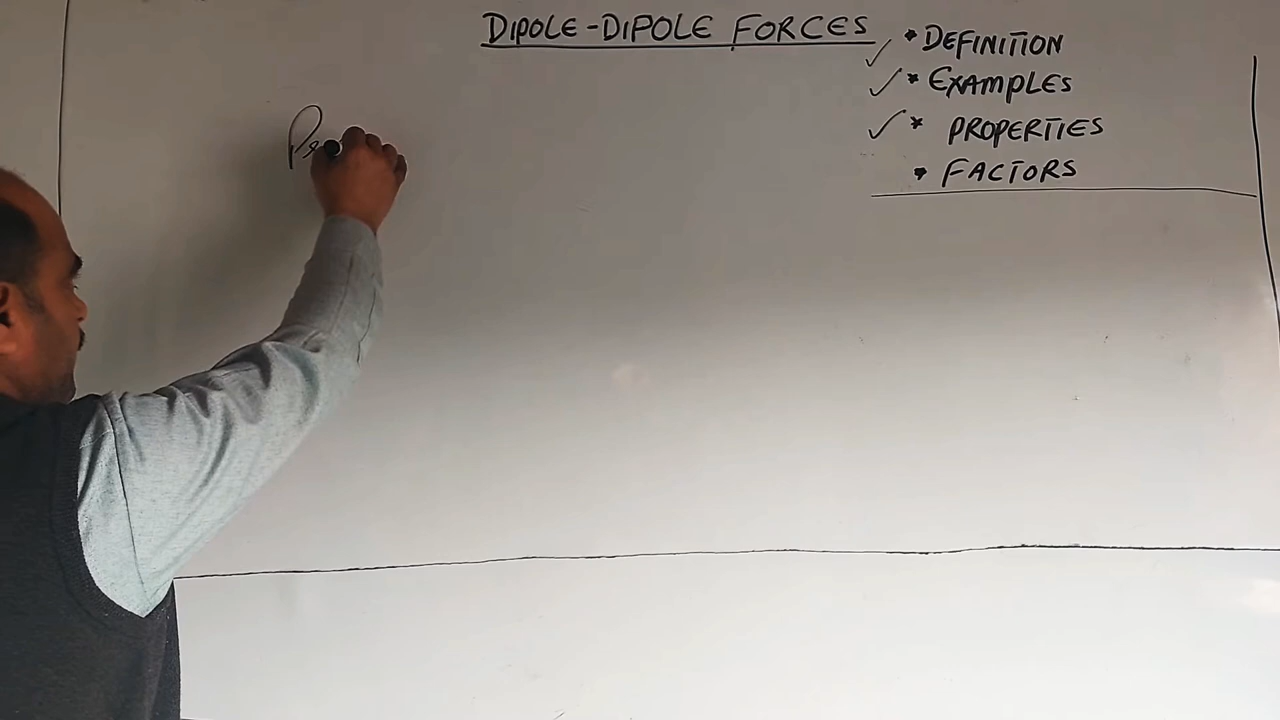 DIPOLE-DIPOLE FORCES
* DEFINITION
* EXAMPLES
* PROPERTIES
* FACTORS